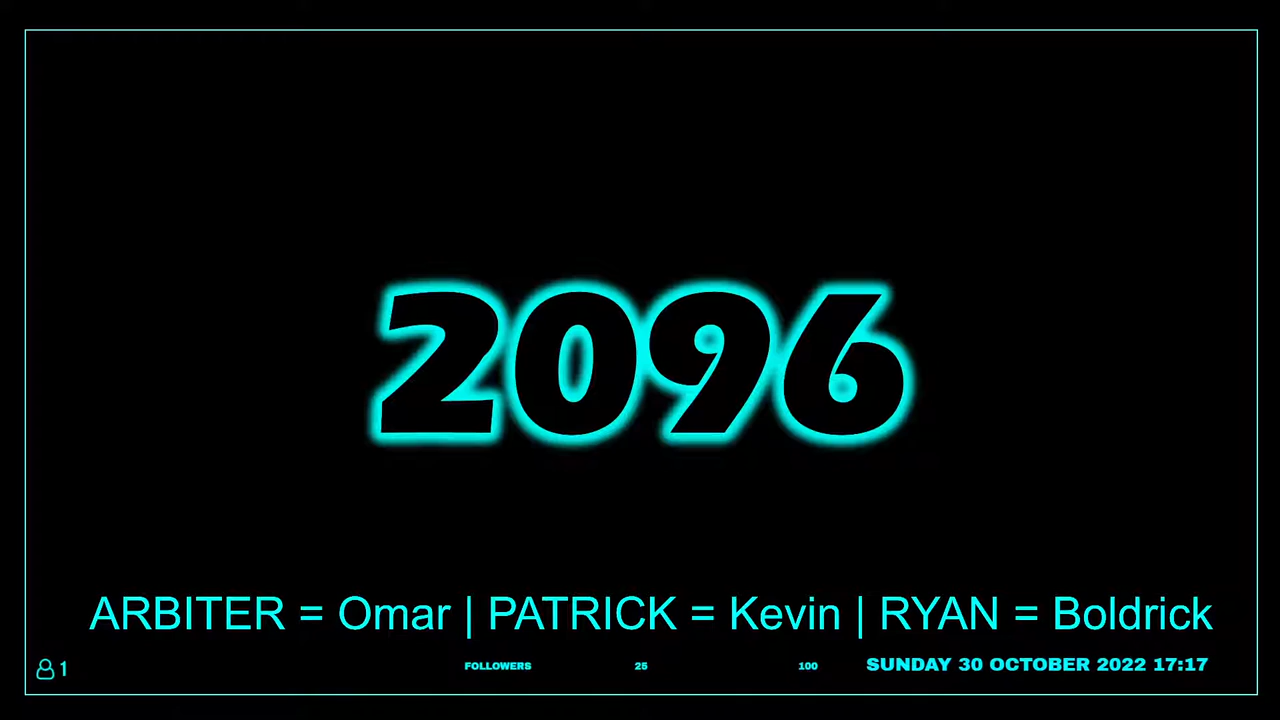 2096
ARBITER = Omar | PATRICK = Kevin | RYAN = Boldrick
1 FOLLOWERS 25 100 SUNDAY 30 OCTOBER 2022 17:17